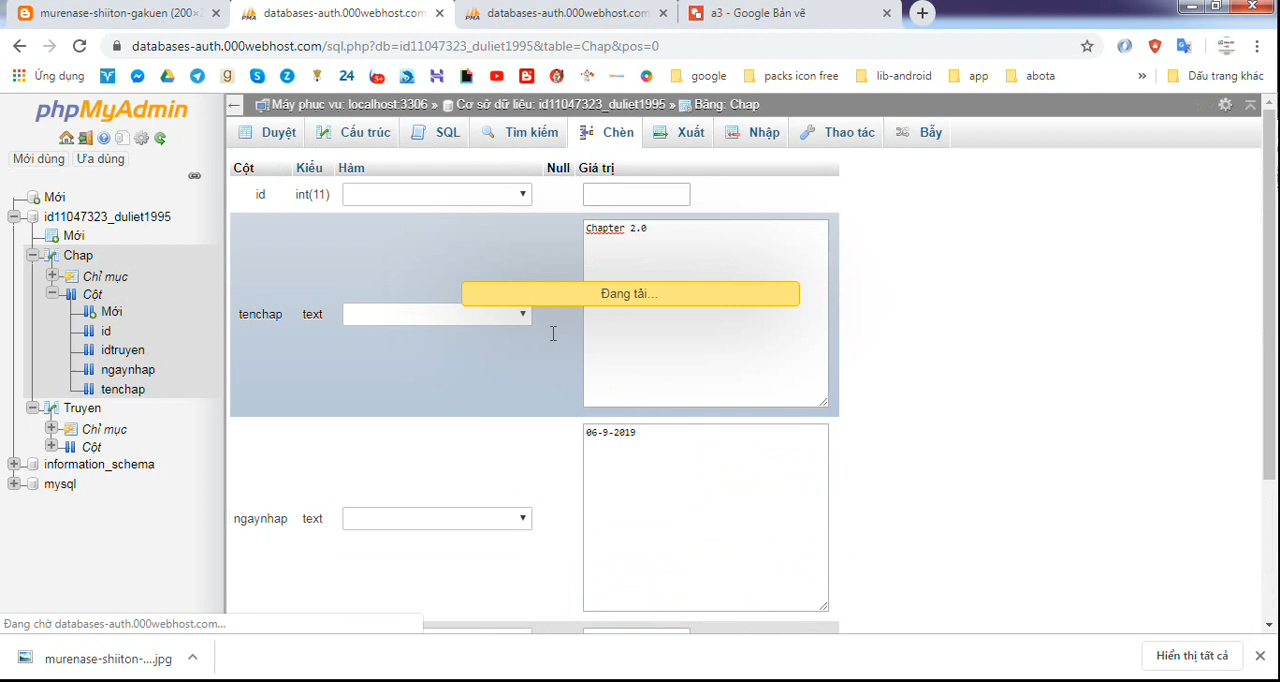 murenase-shiiton-gakuen (200×2
databases-auth.000webhost.com
databases-auth.000webhost.com
a3 - Google Bản vẽ
databases-auth.000webhost.com/sql.php?db=id11047323_duliet1995&table=Chap&pos=0
Ứng dụng
24
google
packs icon free
lib-android
app
abota
»
Dấu trang khác
phpMyAdmin
Mới dùng
Ưa dùng
Mới
id11047323_duliet1995
Mới
Chap
Chỉ mục
Cột
Mới
id
idtruyen
ngaynhap
tenchap
Truyen
Chỉ mục
Cột
information_schema
mysql
Máy phục vụ: localhost:3306 » Cơ sở dữ liệu: id11047323_duliet1995 » Bảng: Chap
Duyệt
Cấu trúc
SQL
Tìm kiếm
Chèn
Xuất
Nhập
Thao tác
Bẫy
Cột Kiểu Hàm Null Giá trị
id int(11)
tenchap text
Chapter 2.0
Đang tải...
ngaynhap text
06-9-2019
Đang chờ databases-auth.000webhost.com...
murenase-shiiton-....jpg
Hiển thị tất cả